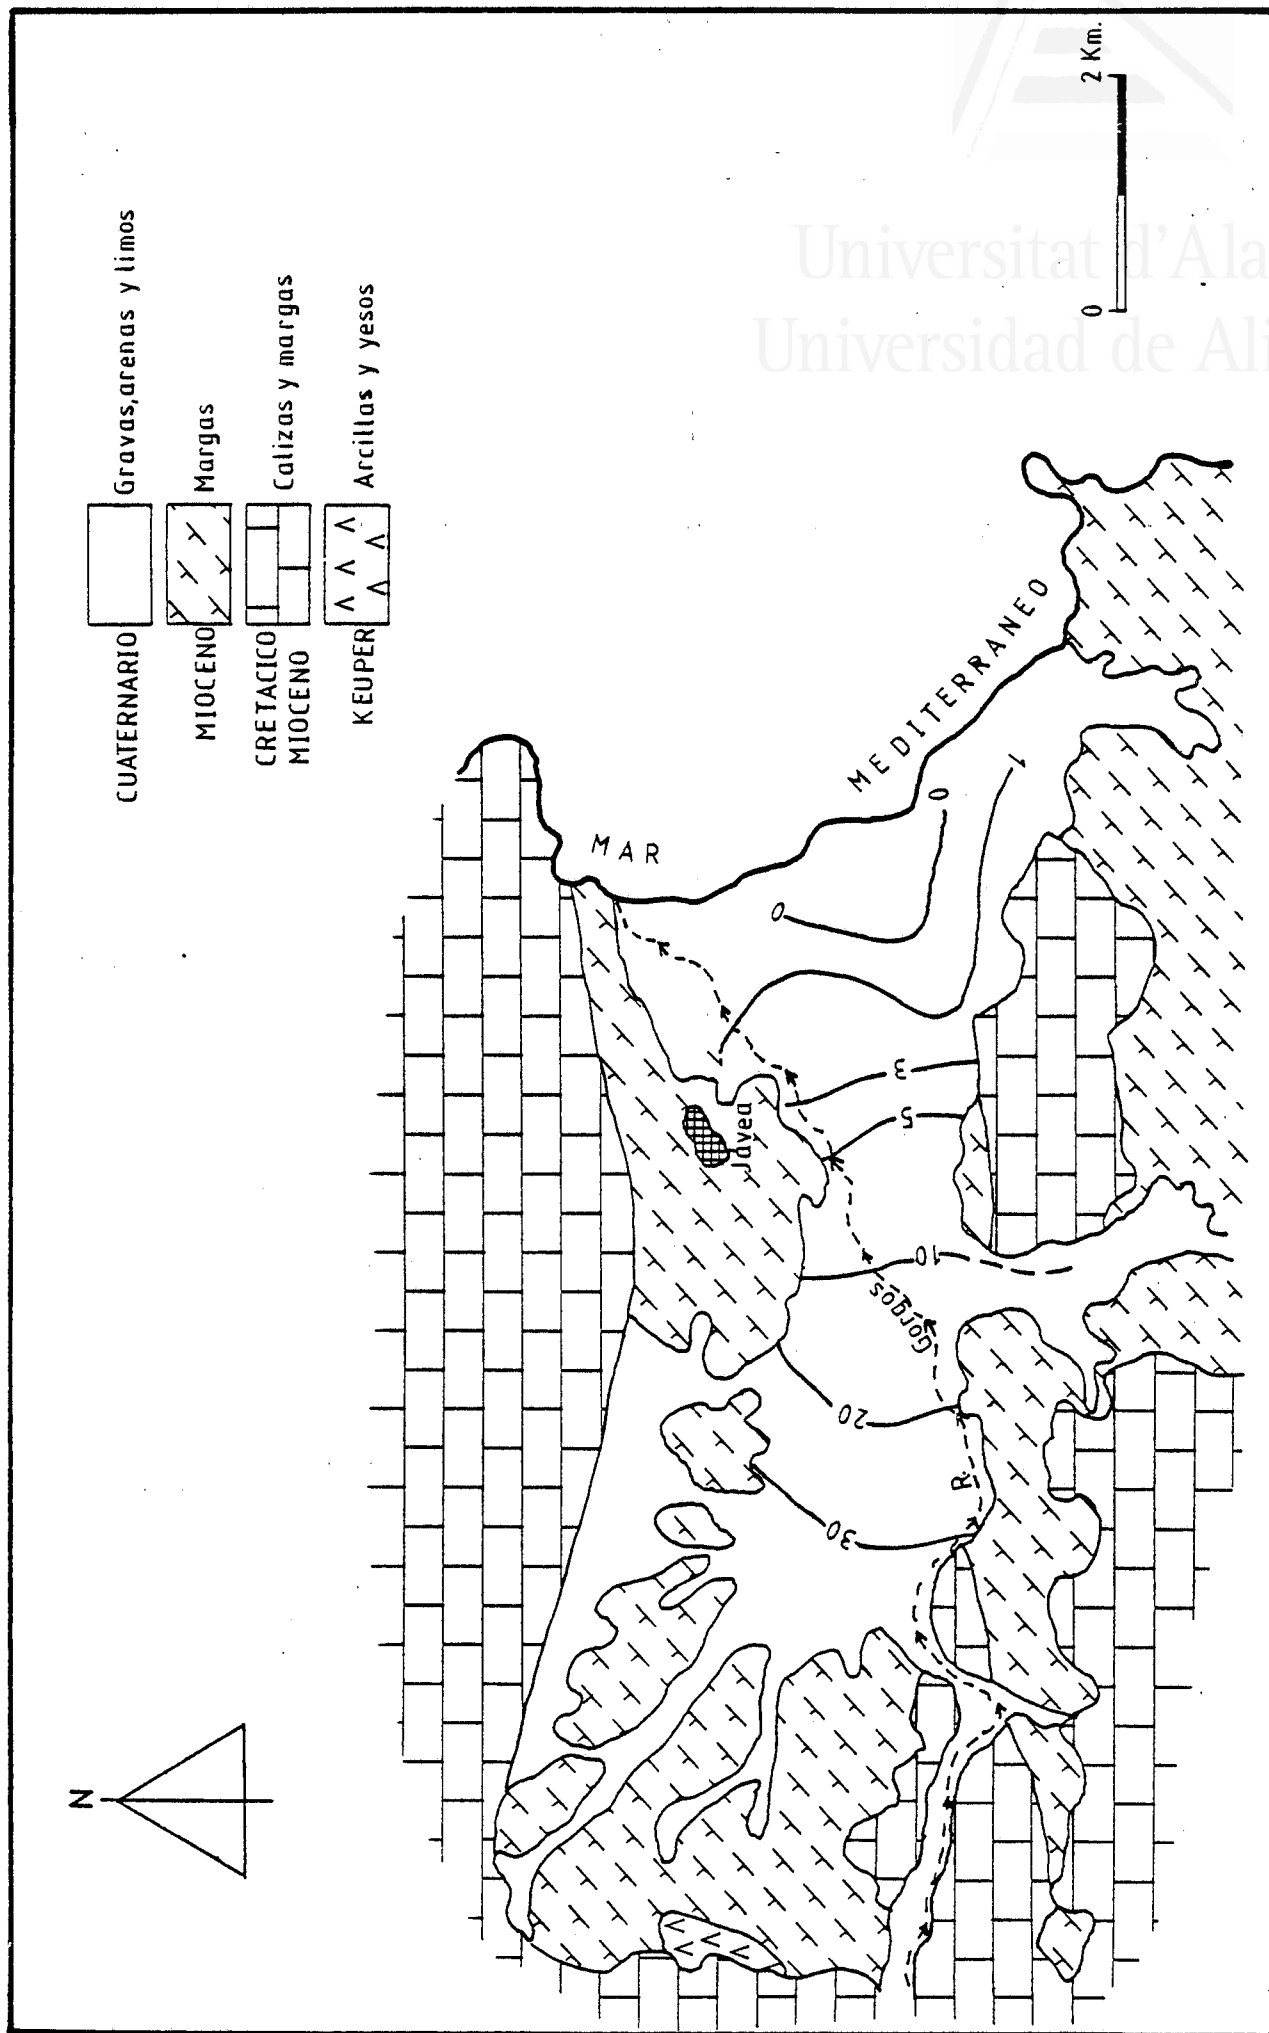 N
CUATERNARIO
Gravas, arenas y limos
MIOCENO
Margas
CRETACICO
MIOCENO
Calizas y margas
KEUPER
Arcillas y yesos
MAR
MEDITERRANEO
0
0
1
1
3
5
10
20
30
Javea
R.
Gorgos
0
2 Km.
Universitat d'Ala
Universidad de Ali